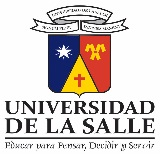 UNIVERSIDAD
DE LA SALLE
Educar para Pensar, Decidir y Servir